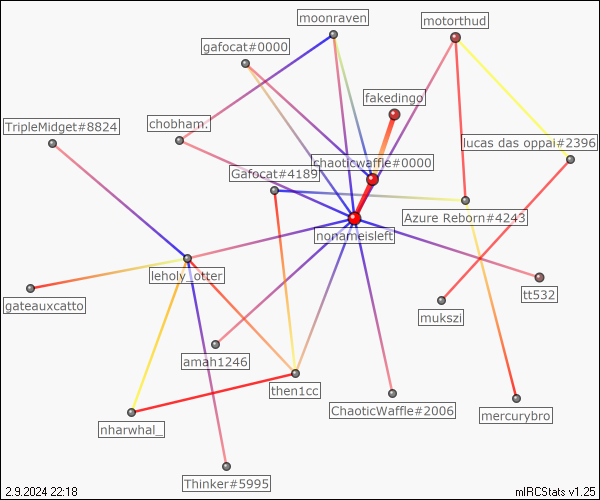 moonraven
motorthud
gafocat#0000
fakedingo
TripleMidget#8824
chobham.
lucas das oppai#2396
chaoticwaffle#0000
Gafocat#4189
Azure Reborn#4243
nonameisleft
leholy_otter
tt532
gateauxcatto
mukszi
amah1246
then1cc
ChaoticWaffle#2006
mercurybro
nharwhal_
Thinker#5995
2.9.2024 22:18
mIRCStats v1.25